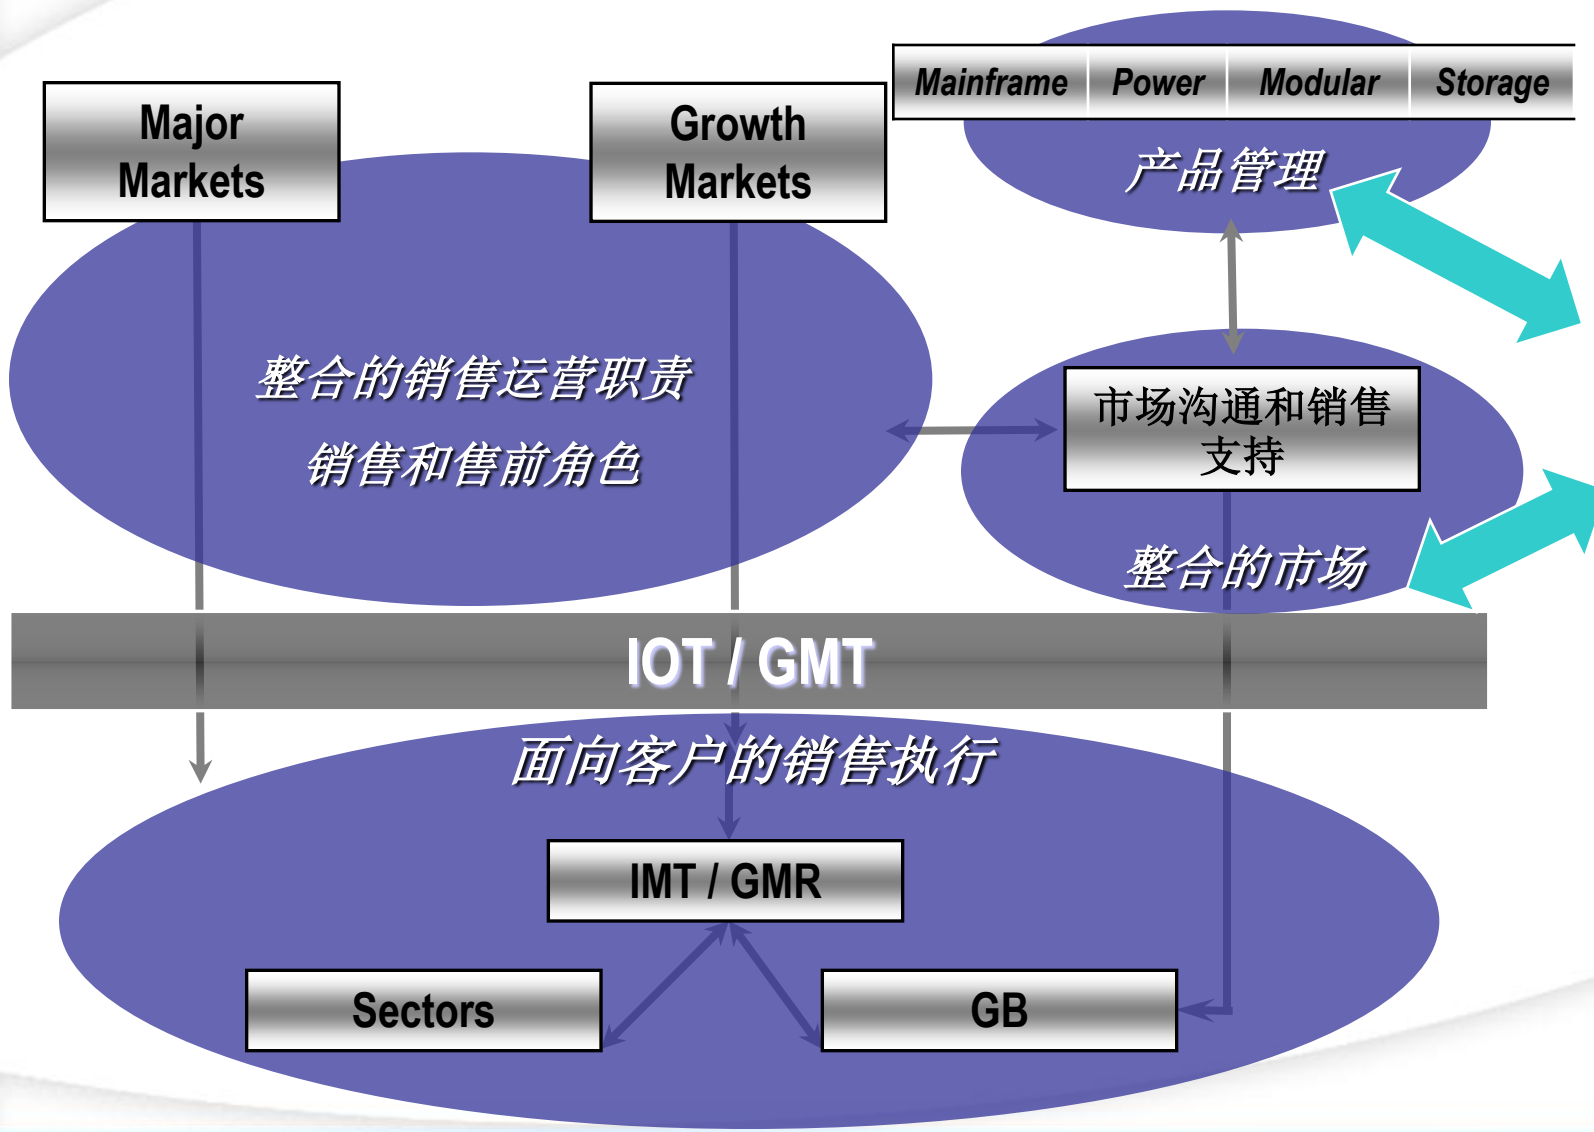 Major
Markets
Growth
Markets
Mainframe Power Modular Storage
产品管理
整合的销售运营职责
销售和售前角色
市场沟通和销售
支持
整合的市场
IOT / GMT
面向客户的销售执行
IMT / GMR
Sectors
GB